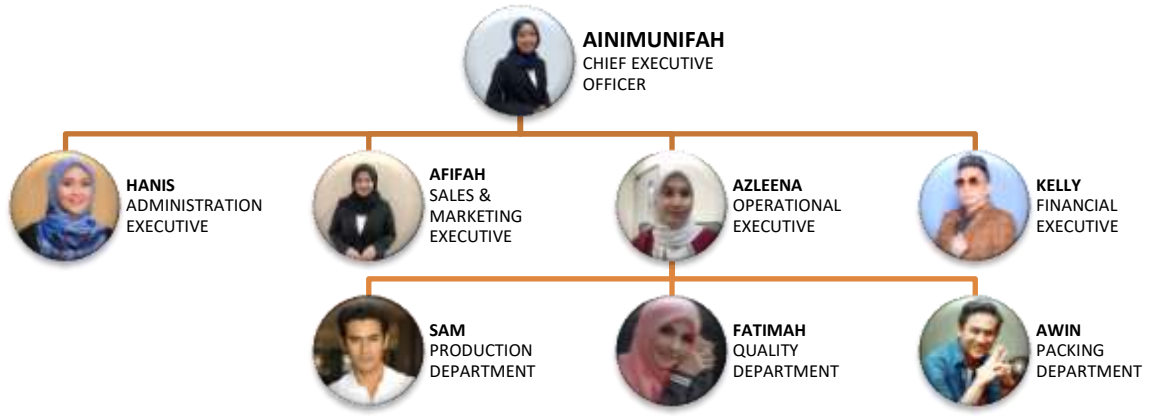 AINIMUNIFAH
CHIEF EXECUTIVE
OFFICER
HANIS
ADMINISTRATION
EXECUTIVE
AFIFAH
SALES &
MARKETING
EXECUTIVE
AZLEENA
OPERATIONAL
EXECUTIVE
KELLY
FINANCIAL
EXECUTIVE
SAM
PRODUCTION
DEPARTMENT
FATIMAH
QUALITY
DEPARTMENT
AWIN
PACKING
DEPARTMENT